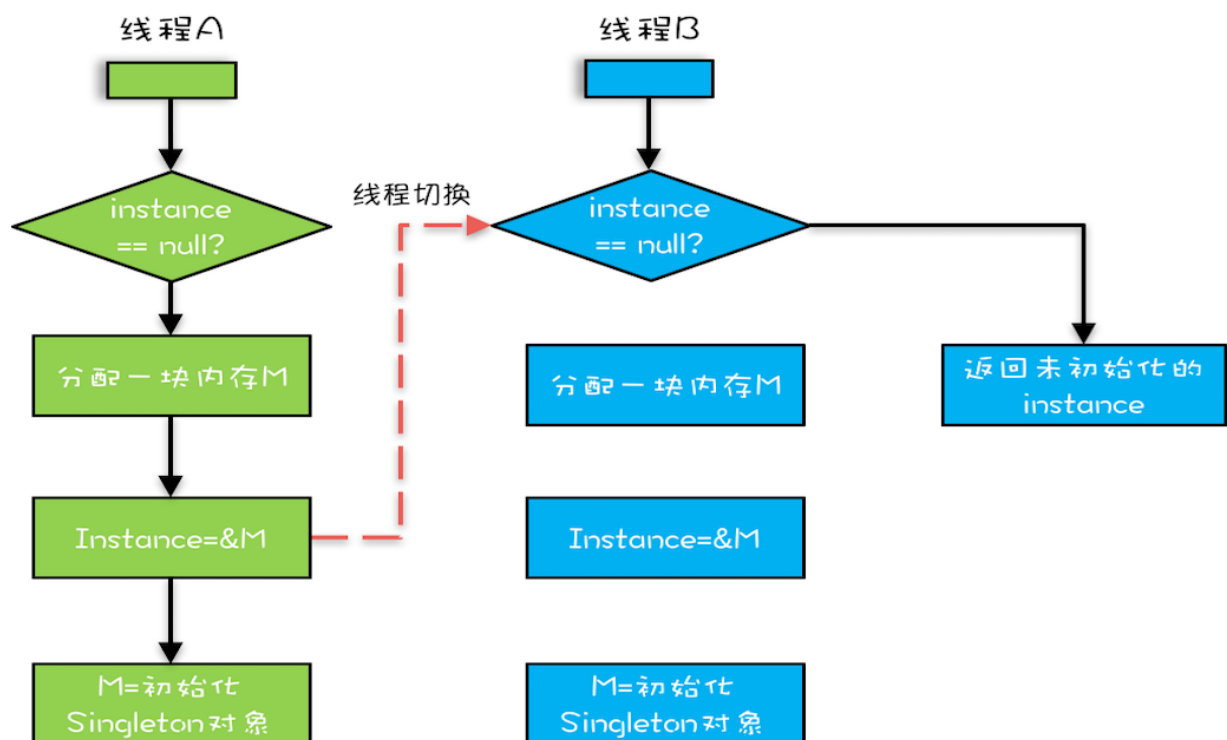 线程A
线程B
线程切换
instance
== null?
instance
== null?
分配一块内存M
分配一块内存M
返回未初始化的
instance
Instance=&M
Instance=&M
M=初始化
Singleton对象
M=初始化
Singleton对象